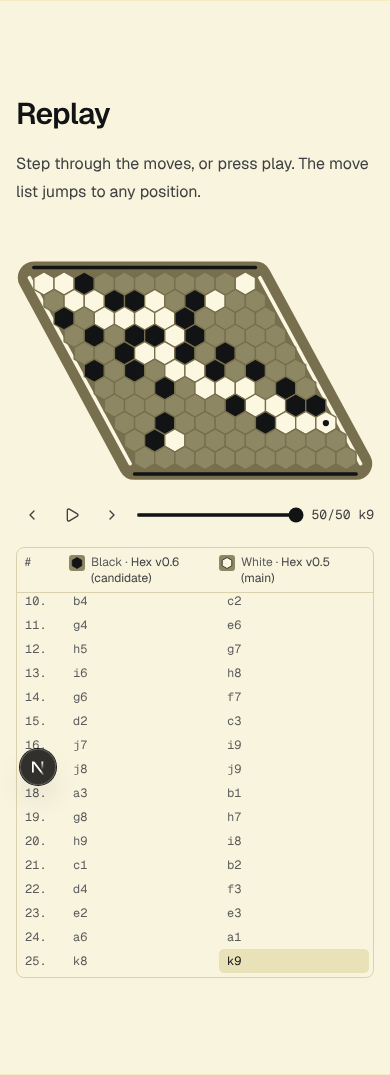 Replay
Step through the moves, or press play. The move
list jumps to any position.
50/50 k9
# Black · Hex v0.6 White · Hex v0.5
(candidate) (main)
10. b4 c2
11. g4 e6
12. h5 g7
13. i6 h8
14. g6 f7
15. d2 c3
16. j7 i9
N j8 j9
18. a3 b1
19. g8 h7
20. h9 i8
21. c1 b2
22. d4 f3
23. e2 e3
24. a6 a1
25. k8 k9